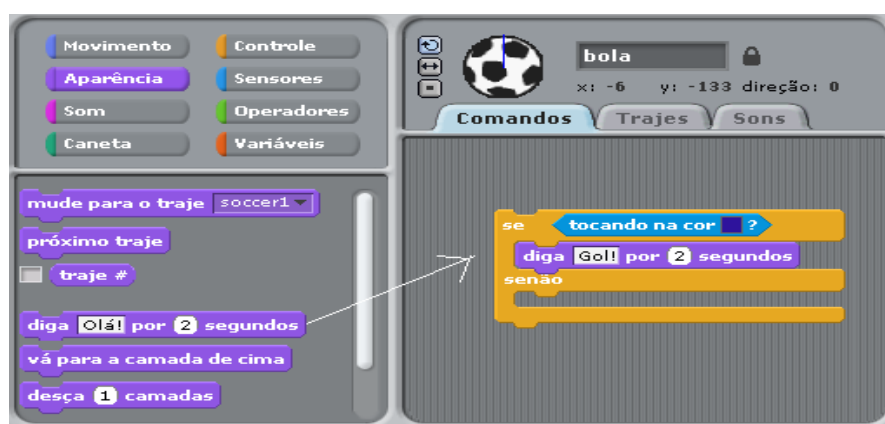 Movimento
Controle
Aparência
Sensores
Som
Operadores
Caneta
Variáveis
mude para o traje soccer1
próximo traje
traje #
diga Olá! por 2 segundos
vá para a camada de cima
desça 1 camadas
bola
x: -6 y: -133 direção: 0
Comandos Trajes Sons
se tocando na cor ?
diga Gol! por 2 segundos
senão